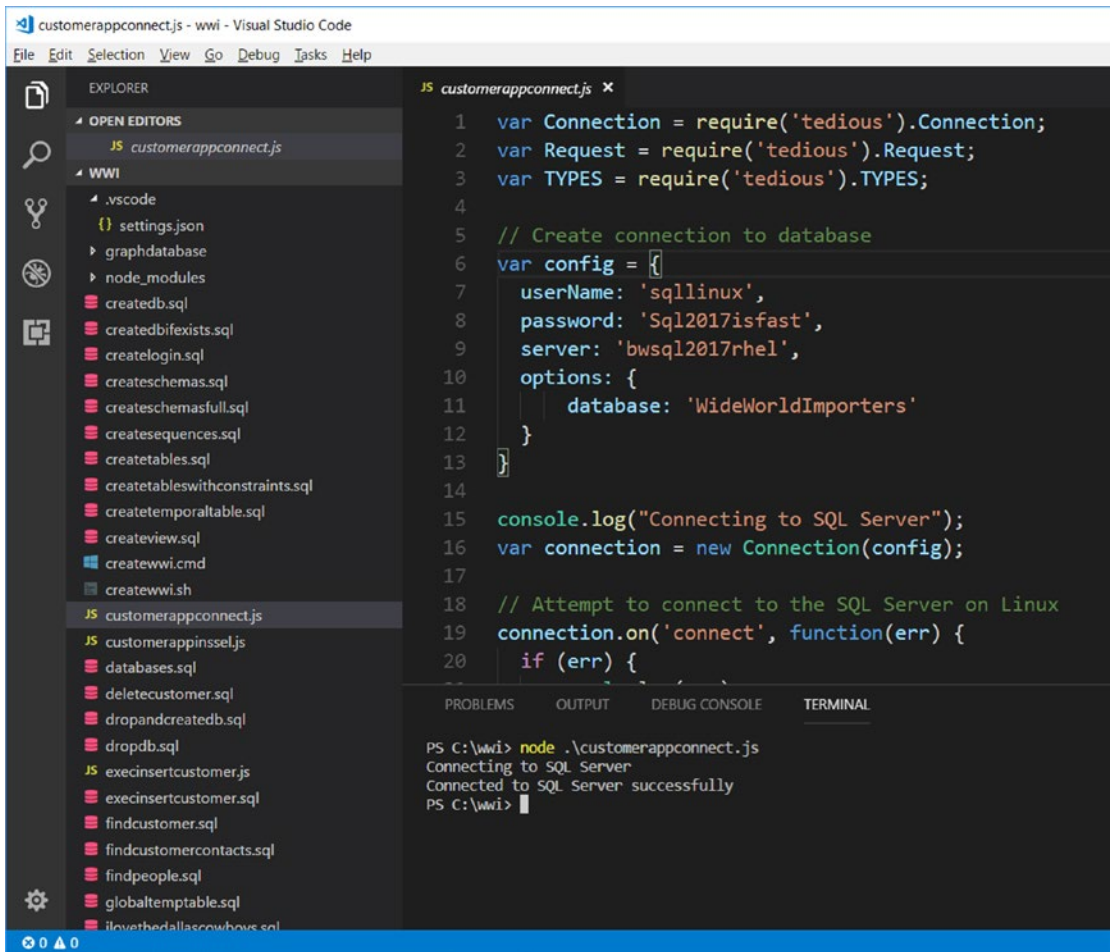 customerappconnect.js - wwi - Visual Studio Code
File Edit Selection View Go Debug Tasks Help
EXPLORER
OPEN EDITORS
JS customerappconnect.js
WWI
.vscode
{} settings.json
graphdatabase
node_modules
createdb.sql
createdbifexists.sql
createlogin.sql
createschemas.sql
createschemasfull.sql
createsequences.sql
createtables.sql
createtableswithconstraints.sql
createtemporaltable.sql
createview.sql
createwwi.cmd
createwwi.sh
JS customerappconnect.js
JS customerappinssel.js
databases.sql
deletecustomer.sql
dropandcreatedb.sql
dropdb.sql
JS execinsertcustomer.js
execinsertcustomer.sql
findcustomer.sql
findcustomercontacts.sql
findpeople.sql
globaltemptable.sql
ilovethedallascowboys.sql
0 0
JS customerappconnect.js ×
1 var Connection = require('tedious').Connection;
2 var Request = require('tedious').Request;
3 var TYPES = require('tedious').TYPES;
4
5 // Create connection to database
6 var config = {
7 userName: 'sqllinux',
8 password: 'Sql2017isfast',
9 server: 'bwsql2017rhel',
10 options: {
11 database: 'WideWorldImporters'
12 }
13 }
14
15 console.log("Connecting to SQL Server");
16 var connection = new Connection(config);
17
18 // Attempt to connect to the SQL Server on Linux
19 connection.on('connect', function(err) {
20 if (err) {
PROBLEMS OUTPUT DEBUG CONSOLE TERMINAL
PS C:\wwi> node .\customerappconnect.js
Connecting to SQL Server
Connected to SQL Server successfully
PS C:\wwi>